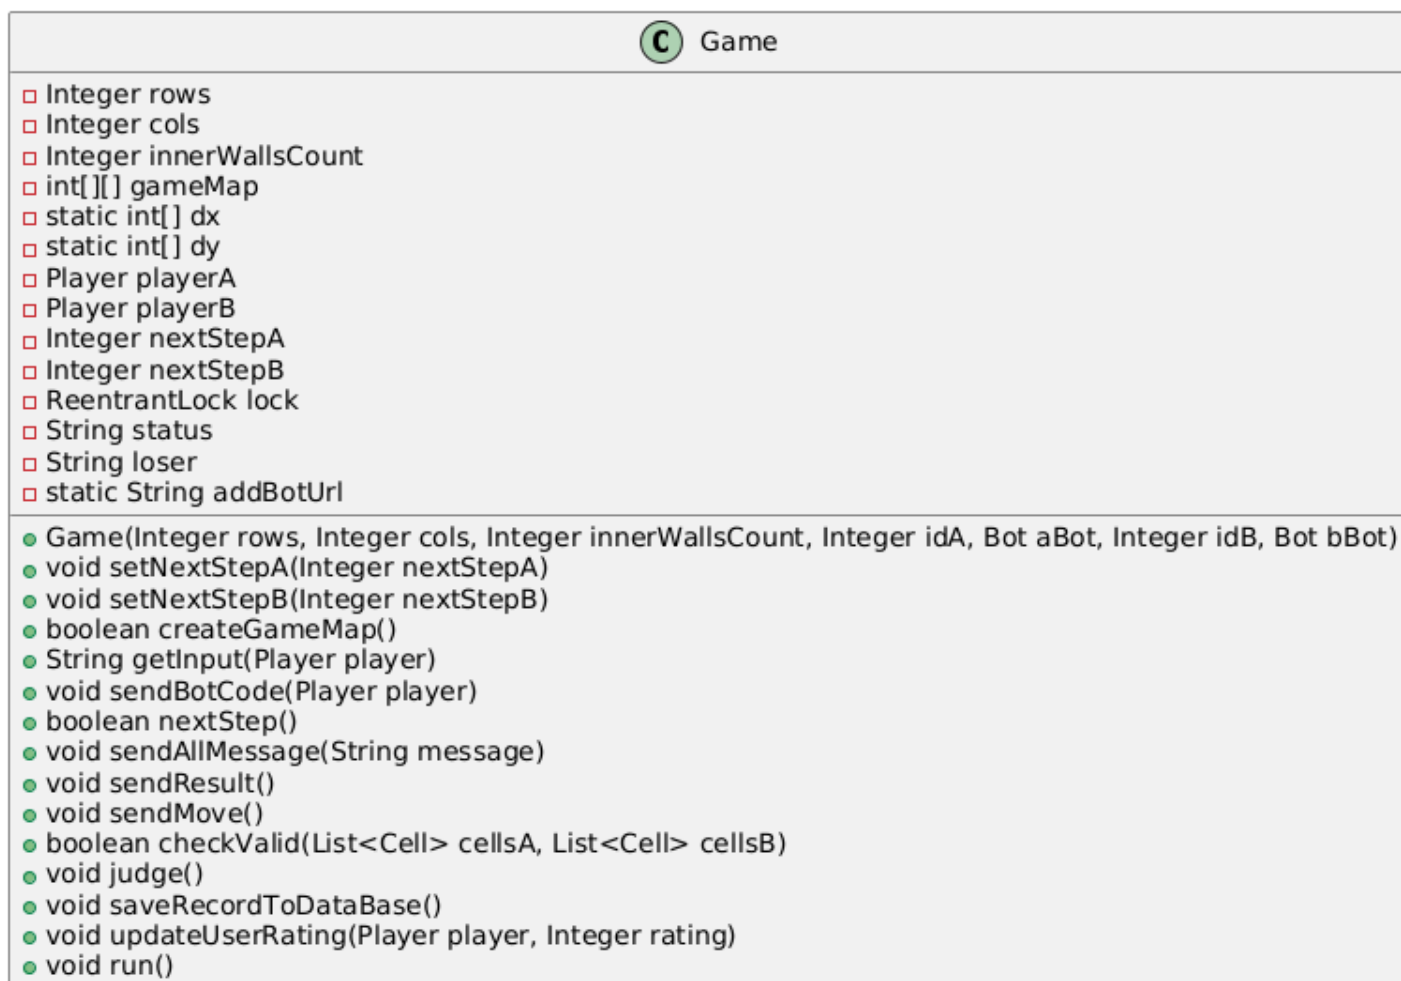 C Game
Integer rows
Integer cols
Integer innerWallsCount
int[][] gameMap
static int[] dx
static int[] dy
Player playerA
Player playerB
Integer nextStepA
Integer nextStepB
ReentrantLock lock
String status
String loser
static String addBotUrl
Game(Integer rows, Integer cols, Integer innerWallsCount, Integer idA, Bot aBot, Integer idB, Bot bBot)
void setNextStepA(Integer nextStepA)
void setNextStepB(Integer nextStepB)
boolean createGameMap()
String getInput(Player player)
void sendBotCode(Player player)
boolean nextStep()
void sendAllMessage(String message)
void sendResult()
void sendMove()
boolean checkValid(List<Cell> cellsA, List<Cell> cellsB)
void judge()
void saveRecordToDataBase()
void updateUserRating(Player player, Integer rating)
void run()